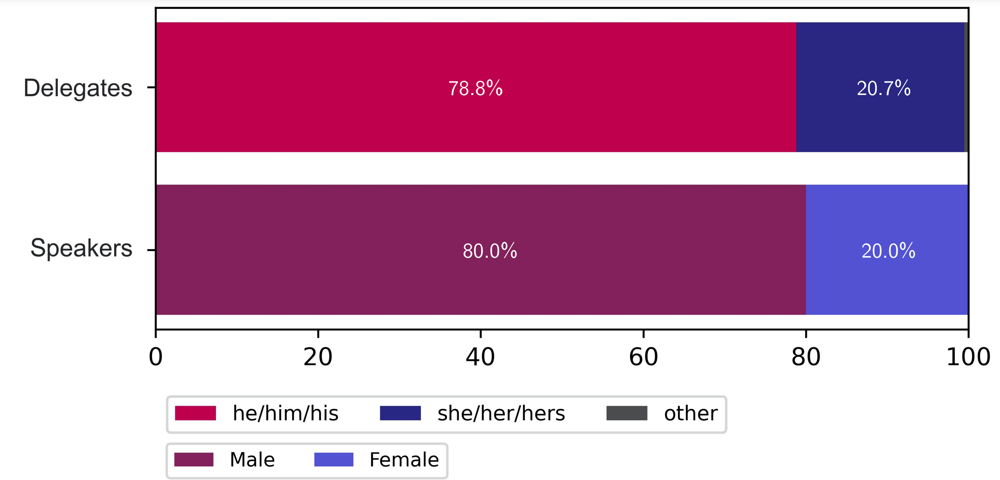 Delegates 78.8% 20.7%
Speakers 80.0% 20.0%
0 20 40 60 80 100
he/him/his she/her/hers other
Male Female